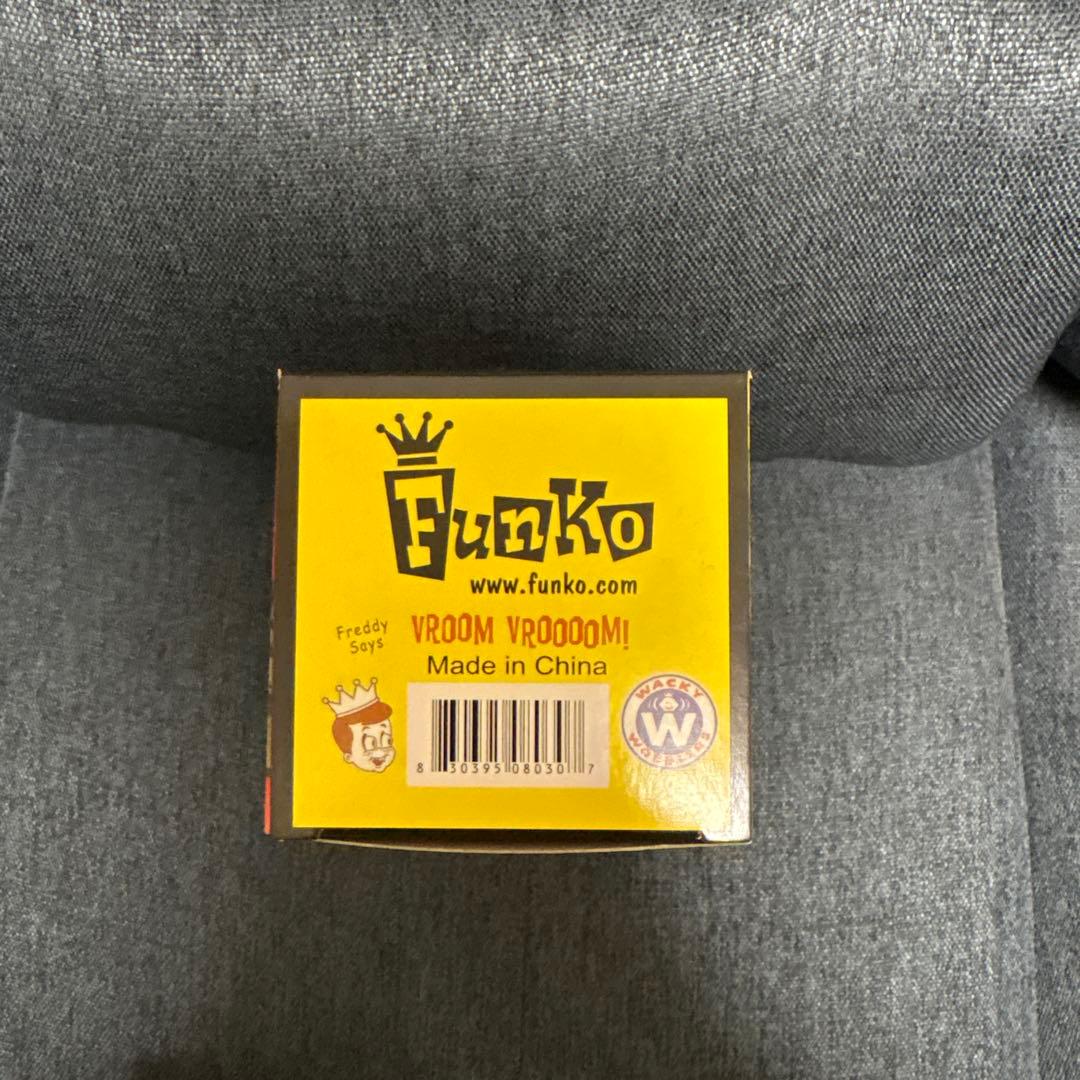 Funko
www.funko.com
Freddy
Says
VROOM VROOOOM!
Made in China
8 30395 08030 7
WACKY
W
WOBBLERS